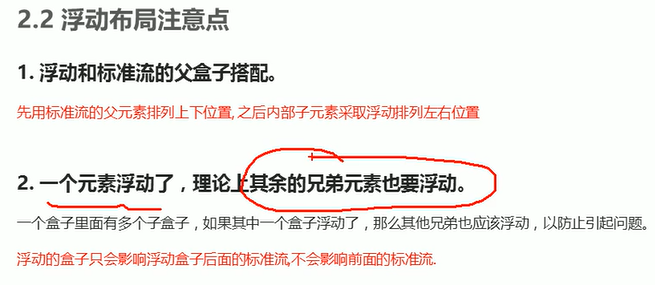 2.2 浮动布局注意点
1. 浮动和标准流的父盒子搭配。
先用标准流的父元素排列上下位置, 之后内部子元素采取浮动排列左右位置
2. 一个元素浮动了，理论上其余的兄弟元素也要浮动。
一个盒子里面有多个子盒子，如果其中一个盒子浮动了，那么其他兄弟也应该浮动，以防止引起问题。
浮动的盒子只会影响浮动盒子后面的标准流,不会影响前面的标准流.